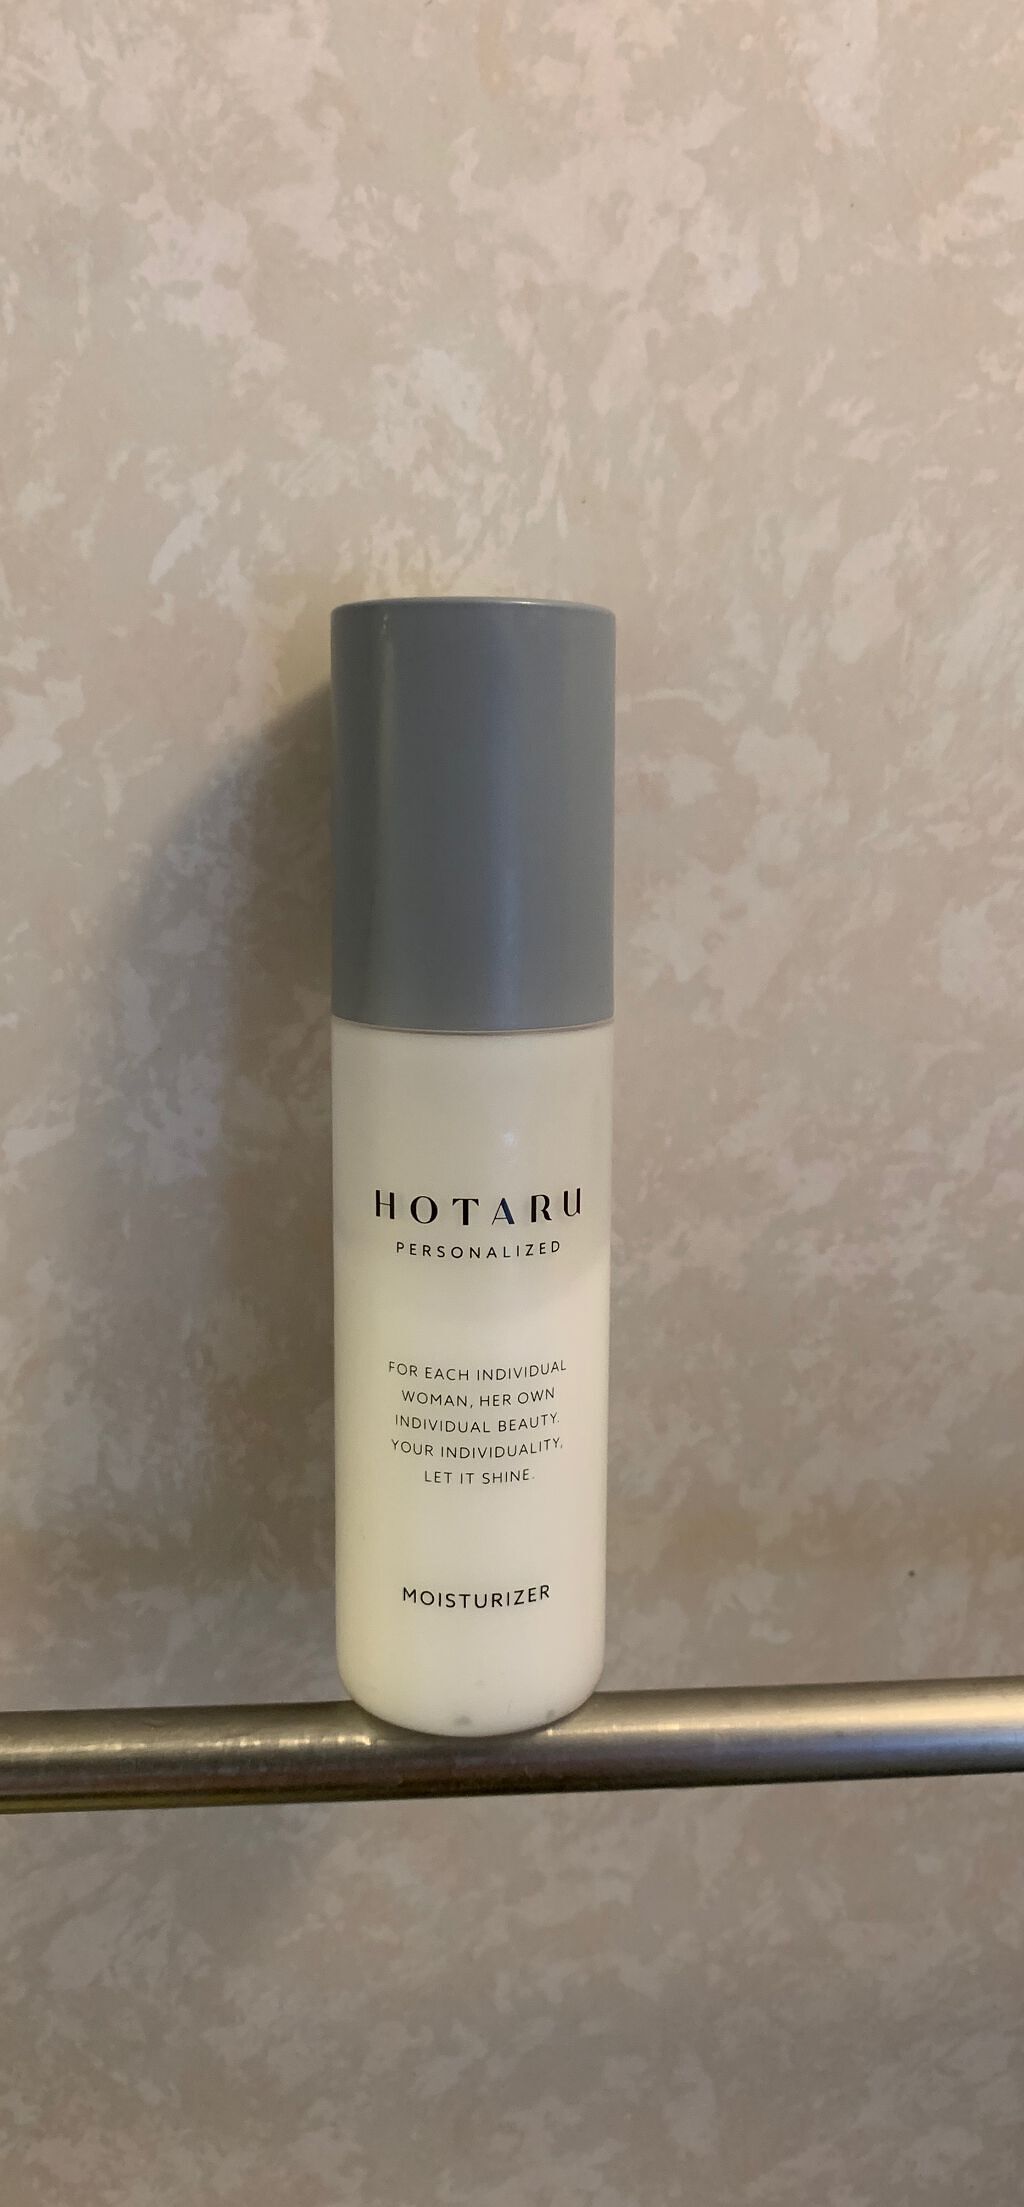 HOTARU
PERSONALIZED
FOR EACH INDIVIDUAL
WOMAN, HER OWN
INDIVIDUAL BEAUTY.
YOUR INDIVIDUALITY,
LET IT SHINE.
MOISTURIZER